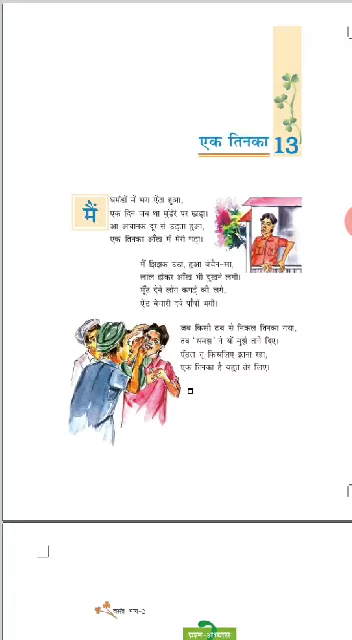 एक तिनका 13
मैं घमंडों में भरा ऐंठा हुआ,
एक दिन जब था मुंडेरे पर खड़ा।
आ अचानक दूर से उड़ता हुआ,
एक तिनका आँख में मेरी गिरा।
मैं झिझक उठा, हुआ बेचैन-सा,
लाल होकर आँख भी दुखने लगी।
मूँठ देने लोग कपड़े की लगे,
ऐंठ बेचारी दबे पाँवों भगी।
जब किसी ढब से निकल तिनका गया,
तब 'समझ' ने यों मुझे ताने दिए।
ऐंठता तू किसलिए इतना रहा,
एक तिनका है बहुत तेरे लिए।
वसंत भाग-2
प्रश्न-अभ्यास